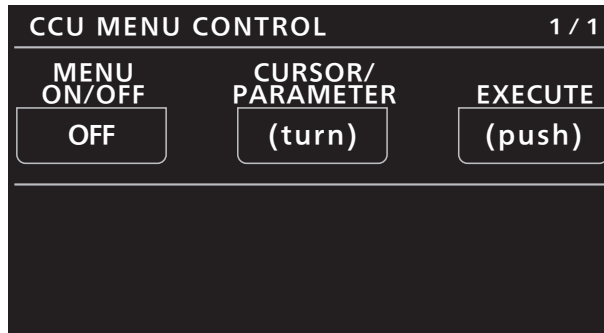 CCU MENU CONTROL 1/1
MENU ON/OFF CURSOR/ PARAMETER EXECUTE
OFF (turn) (push)